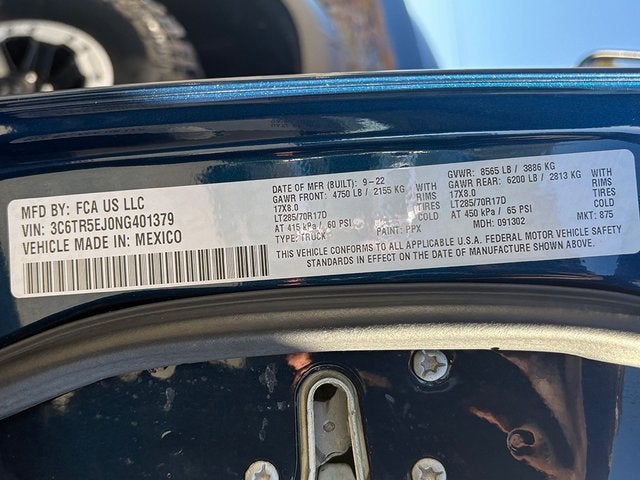 MFD BY: FCA US LLC
VIN: 3C6TR5EJ0NG401379
VEHICLE MADE IN: MEXICO
DATE OF MFR (BUILT): 9-22 GVWR: 8565 LB / 3886 KG
GAWR FRONT: 4750 LB / 2155 KG WITH GAWR REAR: 6200 LB / 2813 KG WITH
17X8.0 RIMS 17X8.0 RIMS
LT285/70R17D TIRES LT285/70R17D TIRES
AT 415 kPa / 60 PSI COLD AT 450 kPa / 65 PSI COLD
TYPE: TRUCK PAINT: PPX MDH: 091302 MKT: 875
THIS VEHICLE CONFORMS TO ALL APPLICABLE U.S.A. FEDERAL MOTOR VEHICLE SAFETY
STANDARDS IN EFFECT ON THE DATE OF MANUFACTURE SHOWN ABOVE.